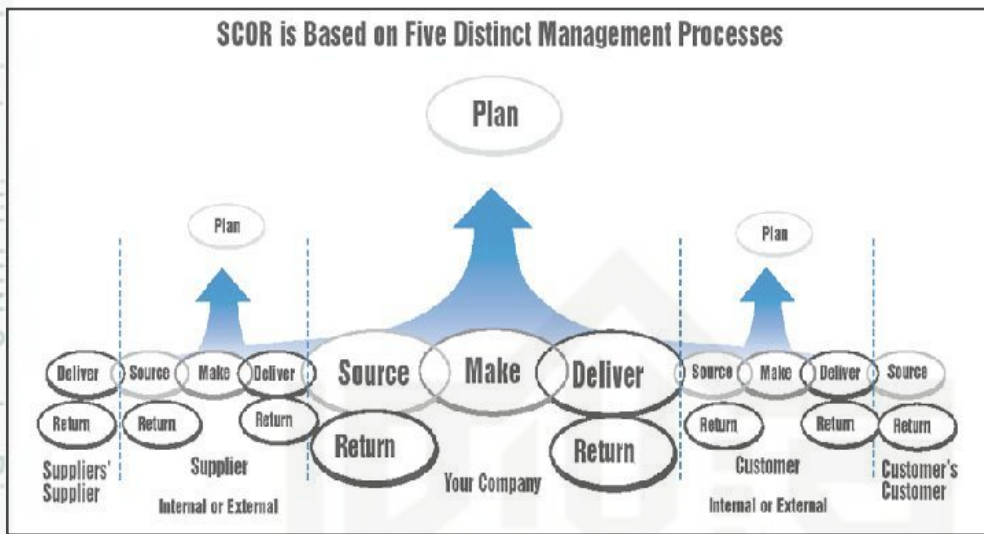 SCOR is Based on Five Distinct Management Processes
Plan
Plan
Plan
Deliver
Source
Make
Deliver
Source
Make
Deliver
Source
Make
Deliver
Source
Return
Return
Return
Return
Return
Return
Return
Return
Suppliers'
Supplier
Supplier
Internal or External
Your Company
Customer
Internal or External
Customer's
Customer